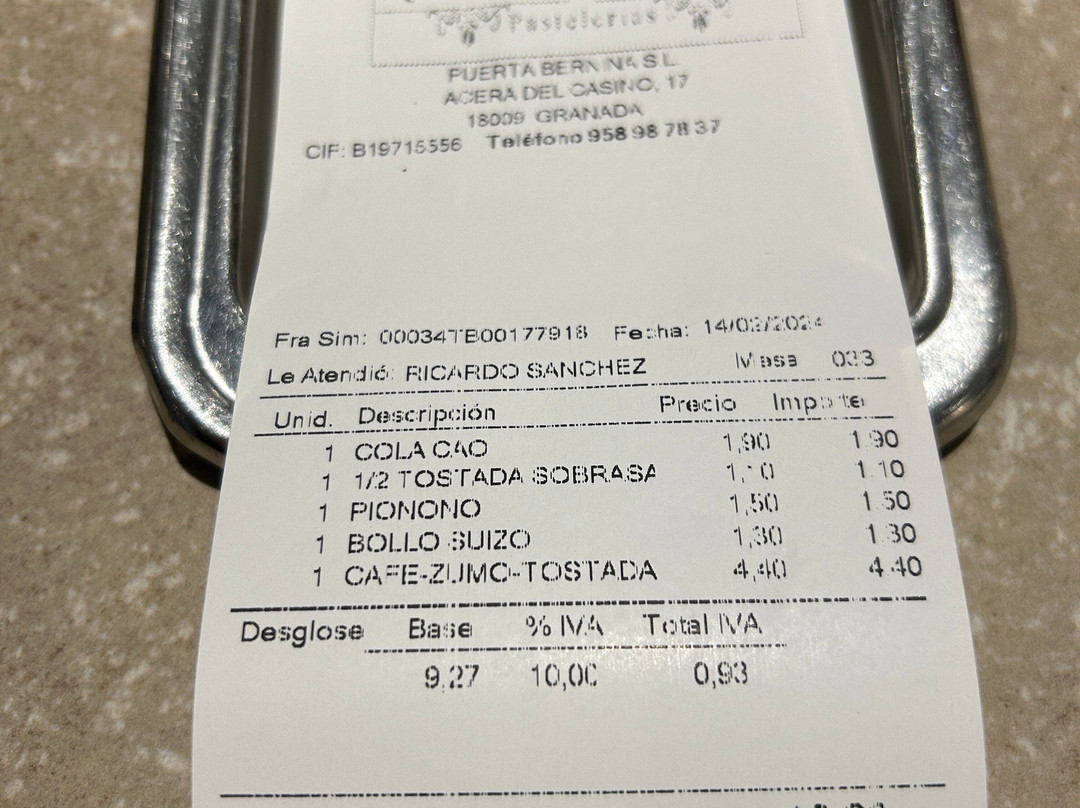 Pastelerias
PUERTA BERNINA S L
ACERA DEL CASINO, 17
18009 GRANADA
CIF: B19715556 Teléfono 958 98 78 37
Fra Sim: 00034TB00177918 Fecha: 14/02/2024
Le Atendió: RICARDO SANCHEZ Mesa 033
Unid. Descripción Precio Importe
1 COLA CAO 1,90 1.90
1 1/2 TOSTADA SOBRASA 1,10 1.10
1 PIONONO 1,50 1.50
1 BOLLO SUIZO 1,30 1.30
1 CAFE-ZUMO-TOSTADA 4,40 4.40
Desglose Base % IVA Total IVA
9,27 10,00 0,93